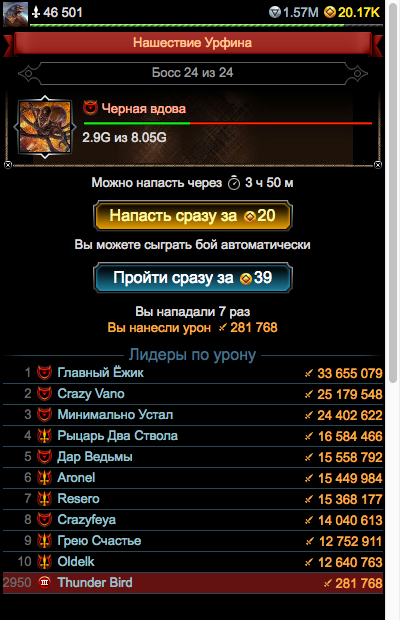 46 501 1.57M 20.17K
Нашествие Урфина
Босс 24 из 24
Черная вдова
2.9G из 8.05G
Можно напасть через 3 ч 50 м
Напасть сразу за 20
Вы можете сыграть бой автоматически
Пройти сразу за 39
Вы нападали 7 раз
Вы нанесли урон 281 768
Лидеры по урону
1 Главный Ёжик 33 655 079
2 Crazy Vano 25 179 548
3 Минимально Устал 24 402 622
4 Рыцарь Два Ствола 16 584 466
5 Дар Ведьмы 15 558 792
6 Aronel 15 449 984
7 Resero 15 368 177
8 Crazyfeya 14 040 613
9 Грею Счастье 12 752 911
10 Oldelk 12 640 763
2950 Thunder Bird 281 768